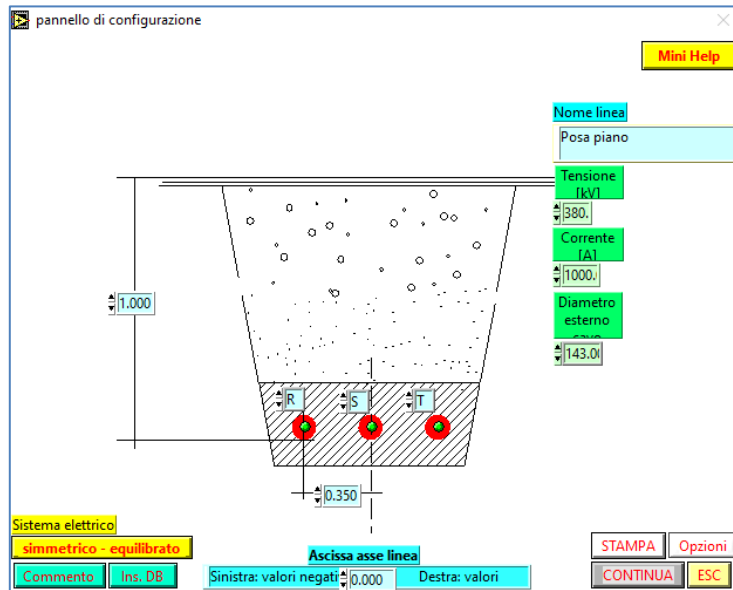 pannello di configurazione
Mini Help
Nome linea
Posa piano
Tensione
[kV]
380.
Corrente
[A]
1000.
Diametro
esterno
143.0
1.000
R
S
T
0.350
Sistema elettrico
simmetrico - equilibrato
Commento
Ins. DB
Ascissa asse linea
Sinistra: valori negati
0.000
Destra: valori
STAMPA
Opzioni
CONTINUA
ESC